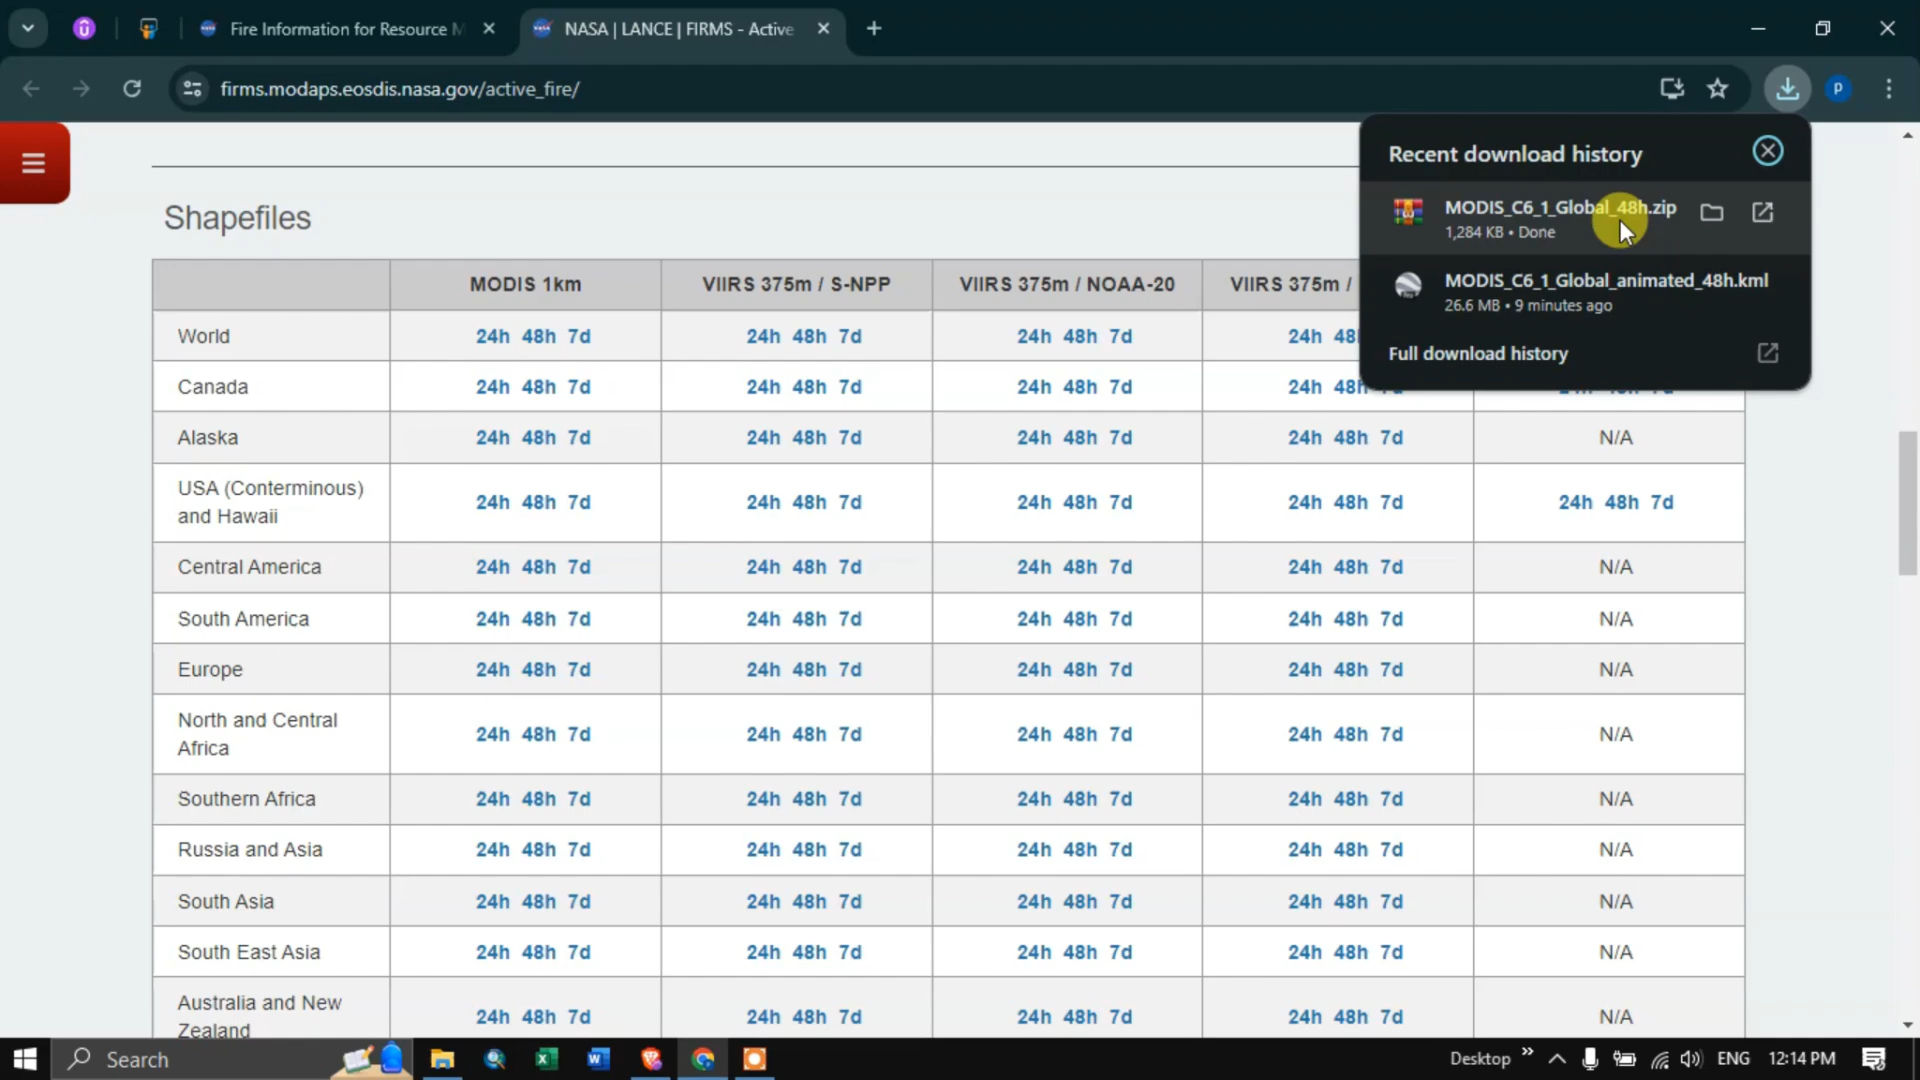 Fire Information for Resource M
NASA | LANCE | FIRMS - Active
firms.modaps.eosdis.nasa.gov/active_fire/
P
Recent download history
MODIS_C6_1_Global_48h.zip
1,284 KB • Done
MODIS_C6_1_Global_animated_48h.kml
26.6 MB • 9 minutes ago
Full download history
Shapefiles
MODIS 1km VIIRS 375m / S-NPP VIIRS 375m / NOAA-20 VIIRS 375m /
World 24h 48h 7d 24h 48h 7d 24h 48h 7d 24h 48
Canada 24h 48h 7d 24h 48h 7d 24h 48h 7d 24h 48h 7d 24h 48h 7d
Alaska 24h 48h 7d 24h 48h 7d 24h 48h 7d 24h 48h 7d N/A
USA (Conterminous)
and Hawaii 24h 48h 7d 24h 48h 7d 24h 48h 7d 24h 48h 7d 24h 48h 7d
Central America 24h 48h 7d 24h 48h 7d 24h 48h 7d 24h 48h 7d N/A
South America 24h 48h 7d 24h 48h 7d 24h 48h 7d 24h 48h 7d N/A
Europe 24h 48h 7d 24h 48h 7d 24h 48h 7d 24h 48h 7d N/A
North and Central
Africa 24h 48h 7d 24h 48h 7d 24h 48h 7d 24h 48h 7d N/A
Southern Africa 24h 48h 7d 24h 48h 7d 24h 48h 7d 24h 48h 7d N/A
Russia and Asia 24h 48h 7d 24h 48h 7d 24h 48h 7d 24h 48h 7d N/A
South Asia 24h 48h 7d 24h 48h 7d 24h 48h 7d 24h 48h 7d N/A
South East Asia 24h 48h 7d 24h 48h 7d 24h 48h 7d 24h 48h 7d N/A
Australia and New
Zealand 24h 48h 7d 24h 48h 7d 24h 48h 7d 24h 48h 7d N/A
Search
Desktop
ENG
12:14 PM